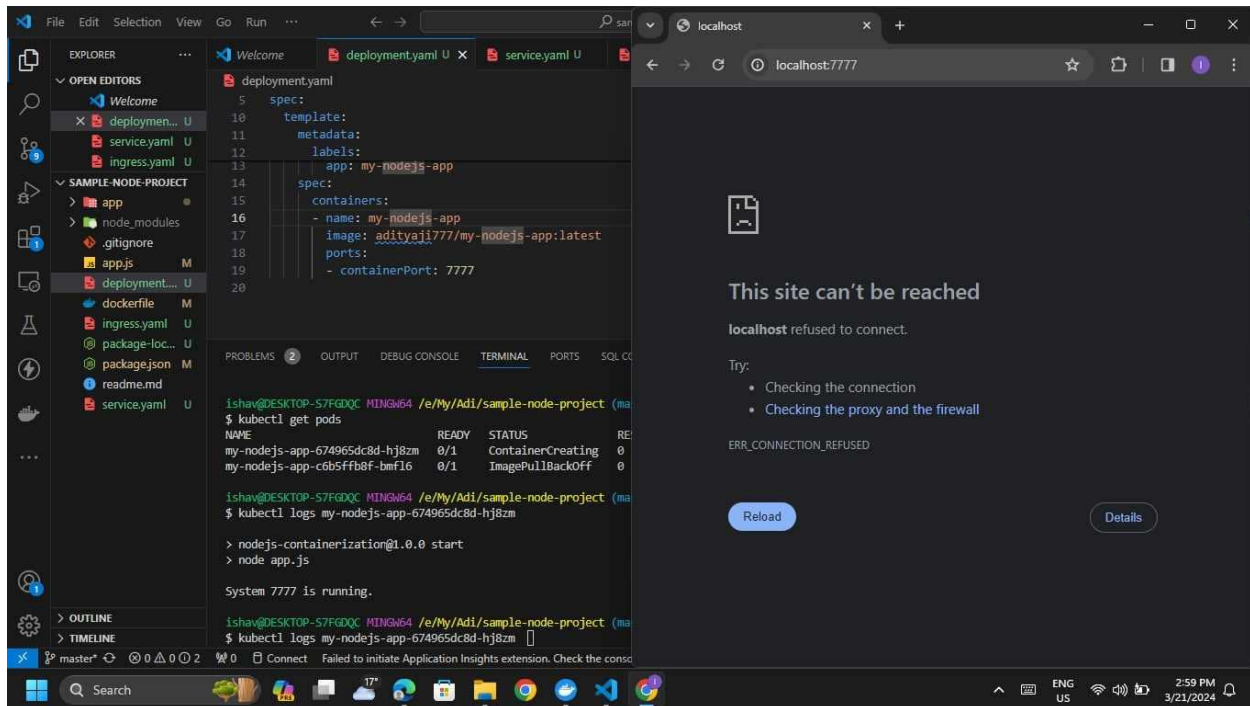 File Edit Selection View Go Run ...
EXPLORER ...
OPEN EDITORS
Welcome
deploymen... U
service.yaml U
ingress.yaml U
SAMPLE-NODE-PROJECT
app
node_modules
.gitignore
app.js M
deployment.... U
dockerfile M
ingress.yaml U
package-loc... U
package.json M
readme.md
service.yaml U
OUTLINE
TIMELINE
Welcome deployment.yaml U service.yaml U
deployment.yaml
5 spec:
10 template:
11 metadata:
12 labels:
13 app: my-nodejs-app
14 spec:
15 containers:
16 - name: my-nodejs-app
17 image: adityaji777/my-nodejs-app:latest
18 ports:
19 - containerPort: 7777
20
PROBLEMS 2 OUTPUT DEBUG CONSOLE TERMINAL PORTS SQL CO
ishav@DESKTOP-S7FGDQC MINGW64 /e/My/Adi/sample-node-project (ma
$ kubectl get pods
NAME READY STATUS RE
my-nodejs-app-674965dc8d-hj8zm 0/1 ContainerCreating 0
my-nodejs-app-c6b5ffb8f-bmfl6 0/1 ImagePullBackOff 0
ishav@DESKTOP-S7FGDQC MINGW64 /e/My/Adi/sample-node-project (ma
$ kubectl logs my-nodejs-app-674965dc8d-hj8zm
> nodejs-containerization@1.0.0 start
> node app.js
System 7777 is running.
ishav@DESKTOP-S7FGDQC MINGW64 /e/My/Adi/sample-node-project (ma
$ kubectl logs my-nodejs-app-674965dc8d-hj8zm
master* 0 0 2 0 Connect Failed to initiate Application Insights extension. Check the conso
localhost
localhost:7777
This site can't be reached
localhost refused to connect.
Try:
• Checking the connection
• Checking the proxy and the firewall
ERR_CONNECTION_REFUSED
Reload Details
Search
17°
ENG
US
2:59 PM
3/21/2024